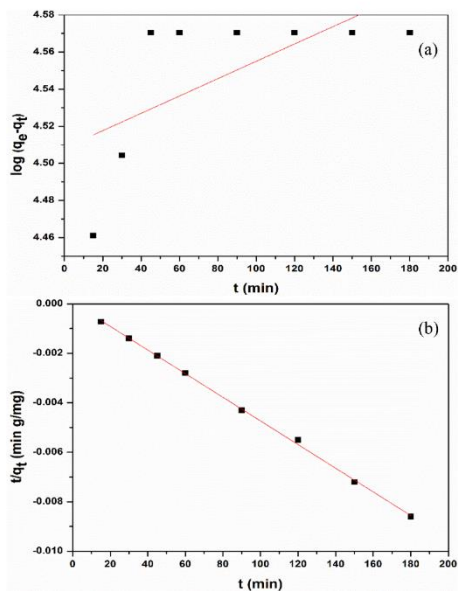 4.58
4.56
4.54
4.52
4.50
4.48
4.46
log (qe-qt)
(a)
0 20 40 60 80 100 120 140 160 180 200
t (min)
0.000
-0.002
-0.004
-0.006
-0.008
-0.010
t/qt (min g/mg)
(b)
0 20 40 60 80 100 120 140 160 180 200
t (min)